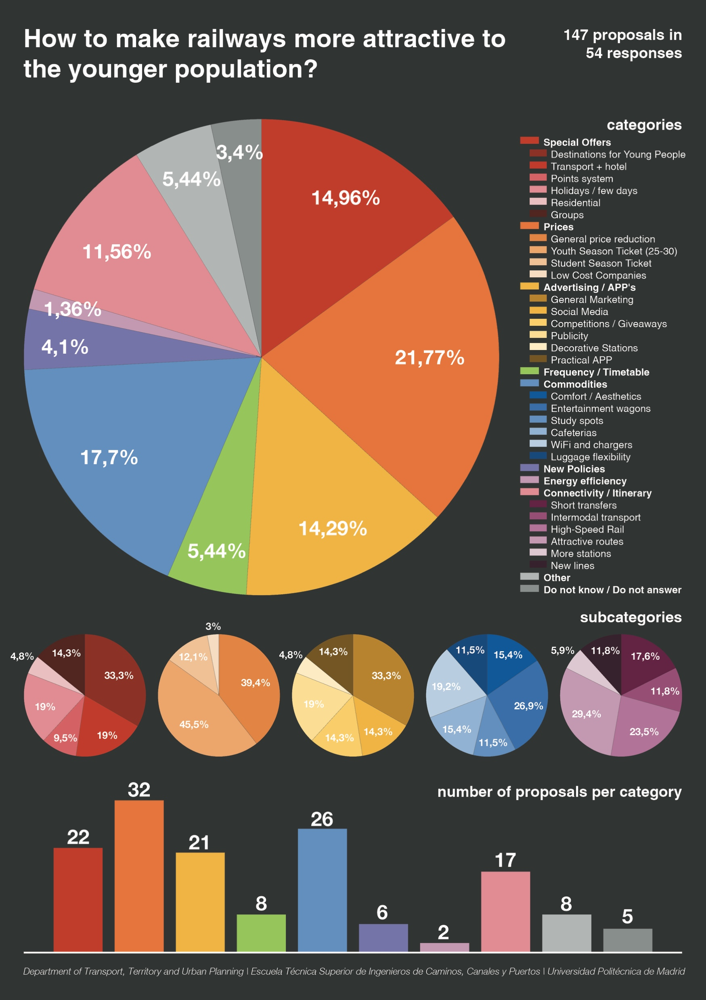 How to make railways more attractive to
the younger population?
147 proposals in
54 responses
categories
Special Offers
Destinations for Young People
Transport + hotel
Points system
Holidays / few days
Residential
Groups
Prices
General price reduction
Youth Season Ticket (25-30)
Student Season Ticket
Low Cost Companies
Advertising / APP's
General Marketing
Social Media
Competitions / Giveaways
Publicity
Decorative Stations
Practical APP
Frequency / Timetable
Commodities
Comfort / Aesthetics
Entertainment wagons
Study spots
Cafeterias
WiFi and chargers
Luggage flexibility
New Policies
Energy efficiency
Connectivity / Itinerary
Short transfers
Intermodal transport
High-Speed Rail
Attractive routes
More stations
New lines
Other
Do not know / Do not answer
14,96%
21,77%
14,29%
5,44%
17,7%
4,1%
1,36%
11,56%
5,44%
3,4%
subcategories
33,3%
19%
9,5%
19%
4,8%
14,3%
39,4%
45,5%
12,1%
3%
33,3%
14,3%
14,3%
19%
4,8%
14,3%
15,4%
26,9%
11,5%
15,4%
19,2%
11,5%
17,6%
11,8%
23,5%
29,4%
5,9%
11,8%
number of proposals per category
22
32
21
8
26
6
2
17
8
5
Department of Transport, Territory and Urban Planning | Escuela Técnica Superior de Ingenieros de Caminos, Canales y Puertos | Universidad Politécnica de Madrid